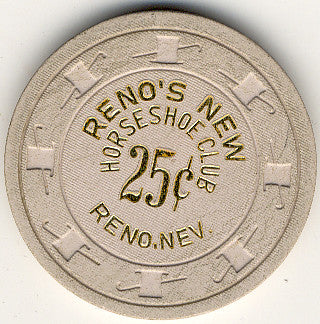 RENO'S NEW
HORSESHOE CLUB
25¢
RENO, NEV.